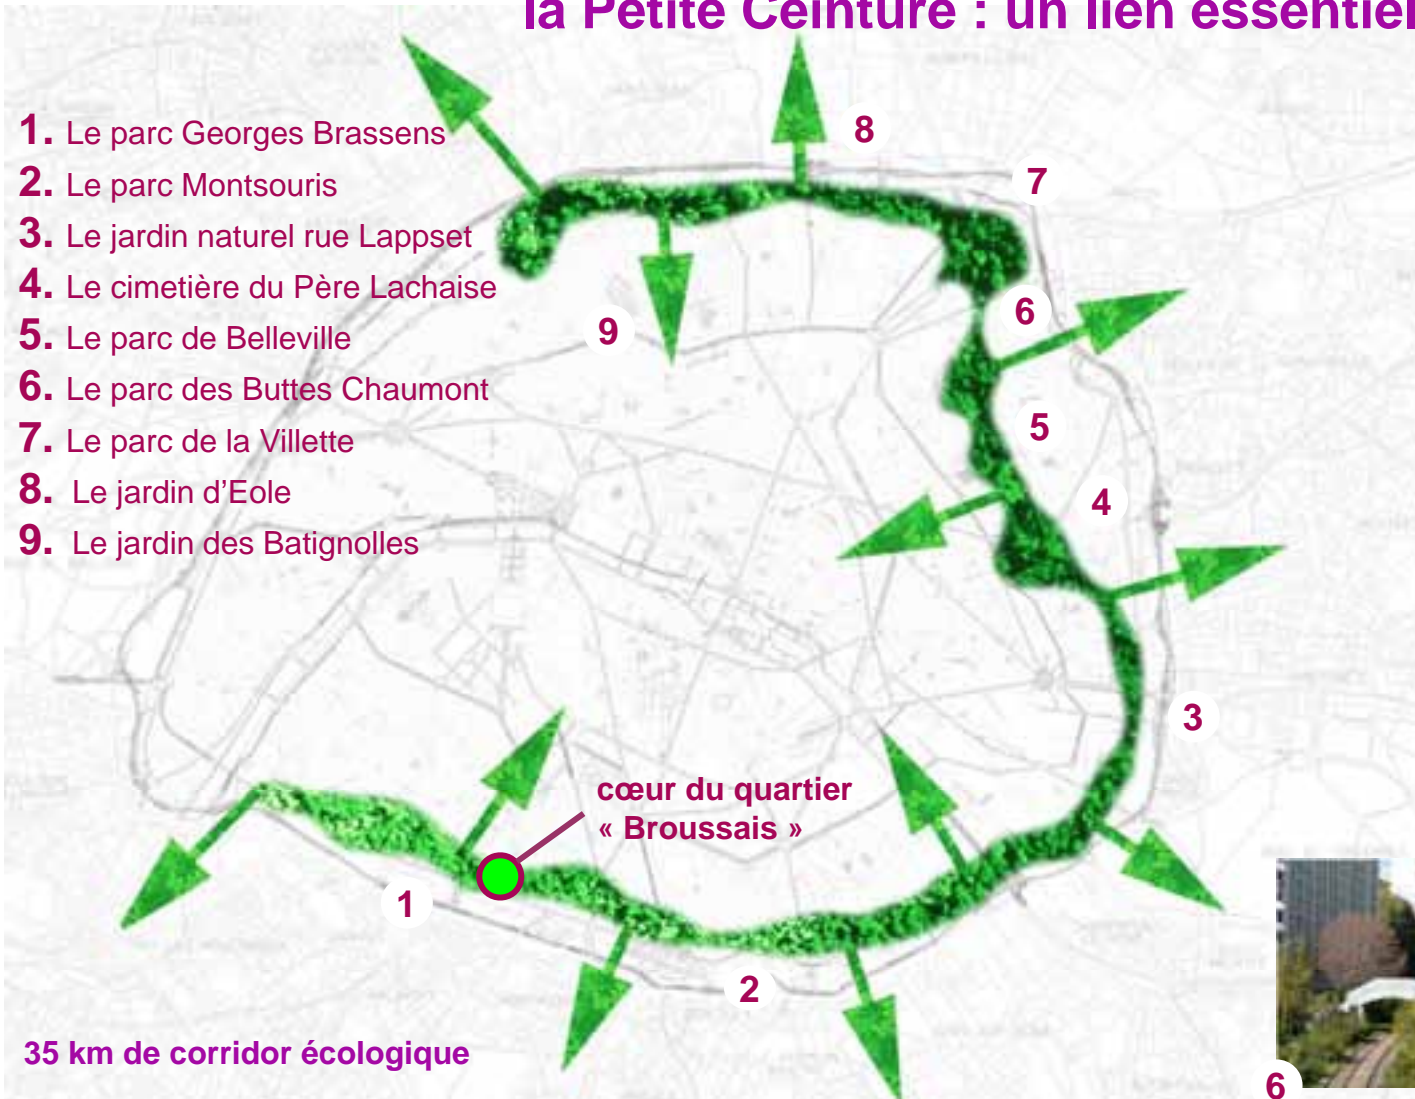 la Petite Ceinture : un lien essentiel
1. Le parc Georges Brassens
2. Le parc Montsouris
3. Le jardin naturel rue Lappset
4. Le cimetière du Père Lachaise
5. Le parc de Belleville
6. Le parc des Buttes Chaumont
7. Le parc de la Villette
8. Le jardin d'Eole
9. Le jardin des Batignolles
8
7
6
9
5
4
3
cœur du quartier
« Broussais »
1
2
35 km de corridor écologique
6